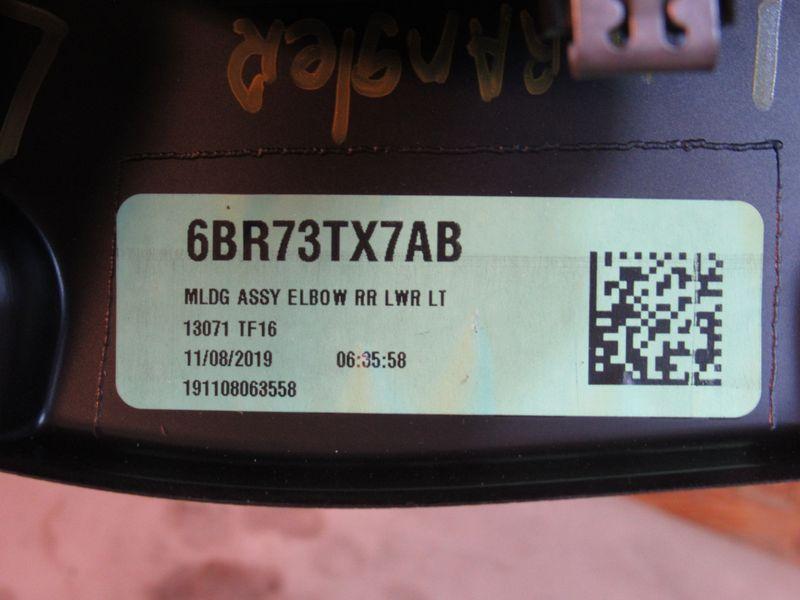 WRAnglER
6BR73TX7AB
MLDG ASSY ELBOW RR LWR LT
13071 TF16
11/08/2019 06:35:58
191108063558